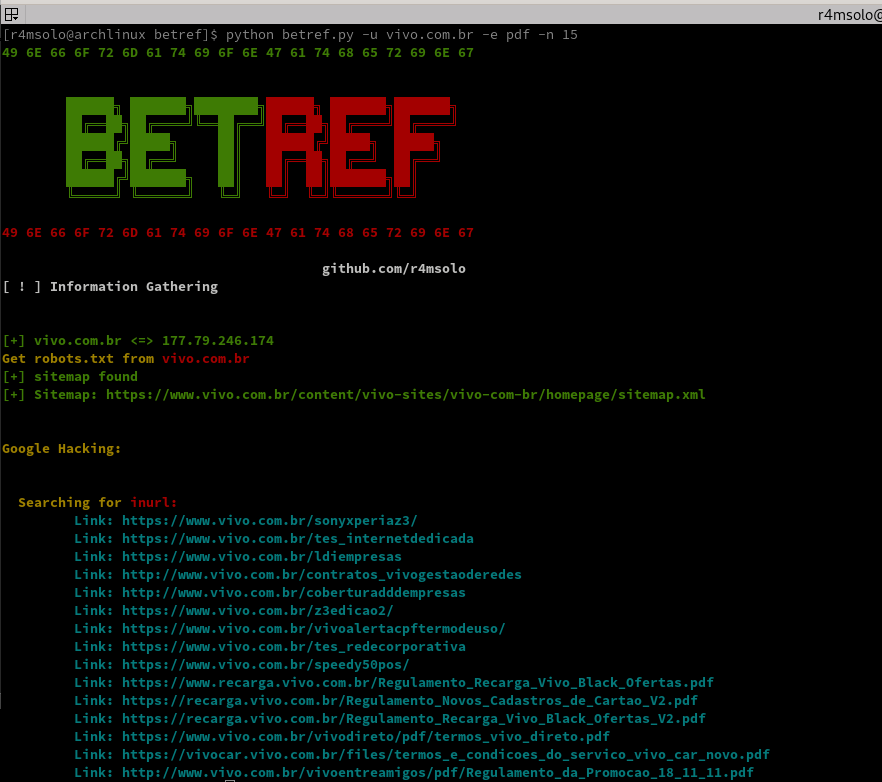 r4msolo@
[r4msolo@archlinux betref]$ python betref.py -u vivo.com.br -e pdf -n 15
49 6E 66 6F 72 6D 61 74 69 6F 6E 47 61 74 68 65 72 69 6E 67
BETREF
49 6E 66 6F 72 6D 61 74 69 6F 6E 47 61 74 68 65 72 69 6E 67
github.com/r4msolo
[ ! ] Information Gathering
[+] vivo.com.br <=> 177.79.246.174
Get robots.txt from vivo.com.br
[+] sitemap found
[+] Sitemap: https://www.vivo.com.br/content/vivo-sites/vivo-com-br/homepage/sitemap.xml
Google Hacking:
Searching for inurl:
Link: https://www.vivo.com.br/sonyxperiaz3/
Link: https://www.vivo.com.br/tes_internetdedicada
Link: https://www.vivo.com.br/ldiempresas
Link: https://www.vivo.com.br/contratos_vivogestaoderedes
Link: https://www.vivo.com.br/coberturadddempresas
Link: https://www.vivo.com.br/z3edicao2/
Link: https://www.vivo.com.br/vivoalertacpftermodeuso/
Link: https://www.vivo.com.br/tes_redecorporativa
Link: https://www.vivo.com.br/speedy50pos/
Link: https://www.recarga.vivo.com.br/Regulamento_Recarga_Vivo_Black_Ofertas.pdf
Link: https://recarga.vivo.com.br/Regulamento_Novos_Cadastros_de_Cartao_V2.pdf
Link: https://recarga.vivo.com.br/Regulamento_Recarga_Vivo_Black_Ofertas_V2.pdf
Link: https://www.vivo.com.br/vivodireto/pdf/termos_vivo_direto.pdf
Link: https://vivocar.vivo.com.br/files/termos_e_condicoes_do_servico_vivo_car_novo.pdf
Link: http://www.vivo.com.br/vivoentreamigos/pdf/Regulamento_da_Promocao_18_11_11.pdf